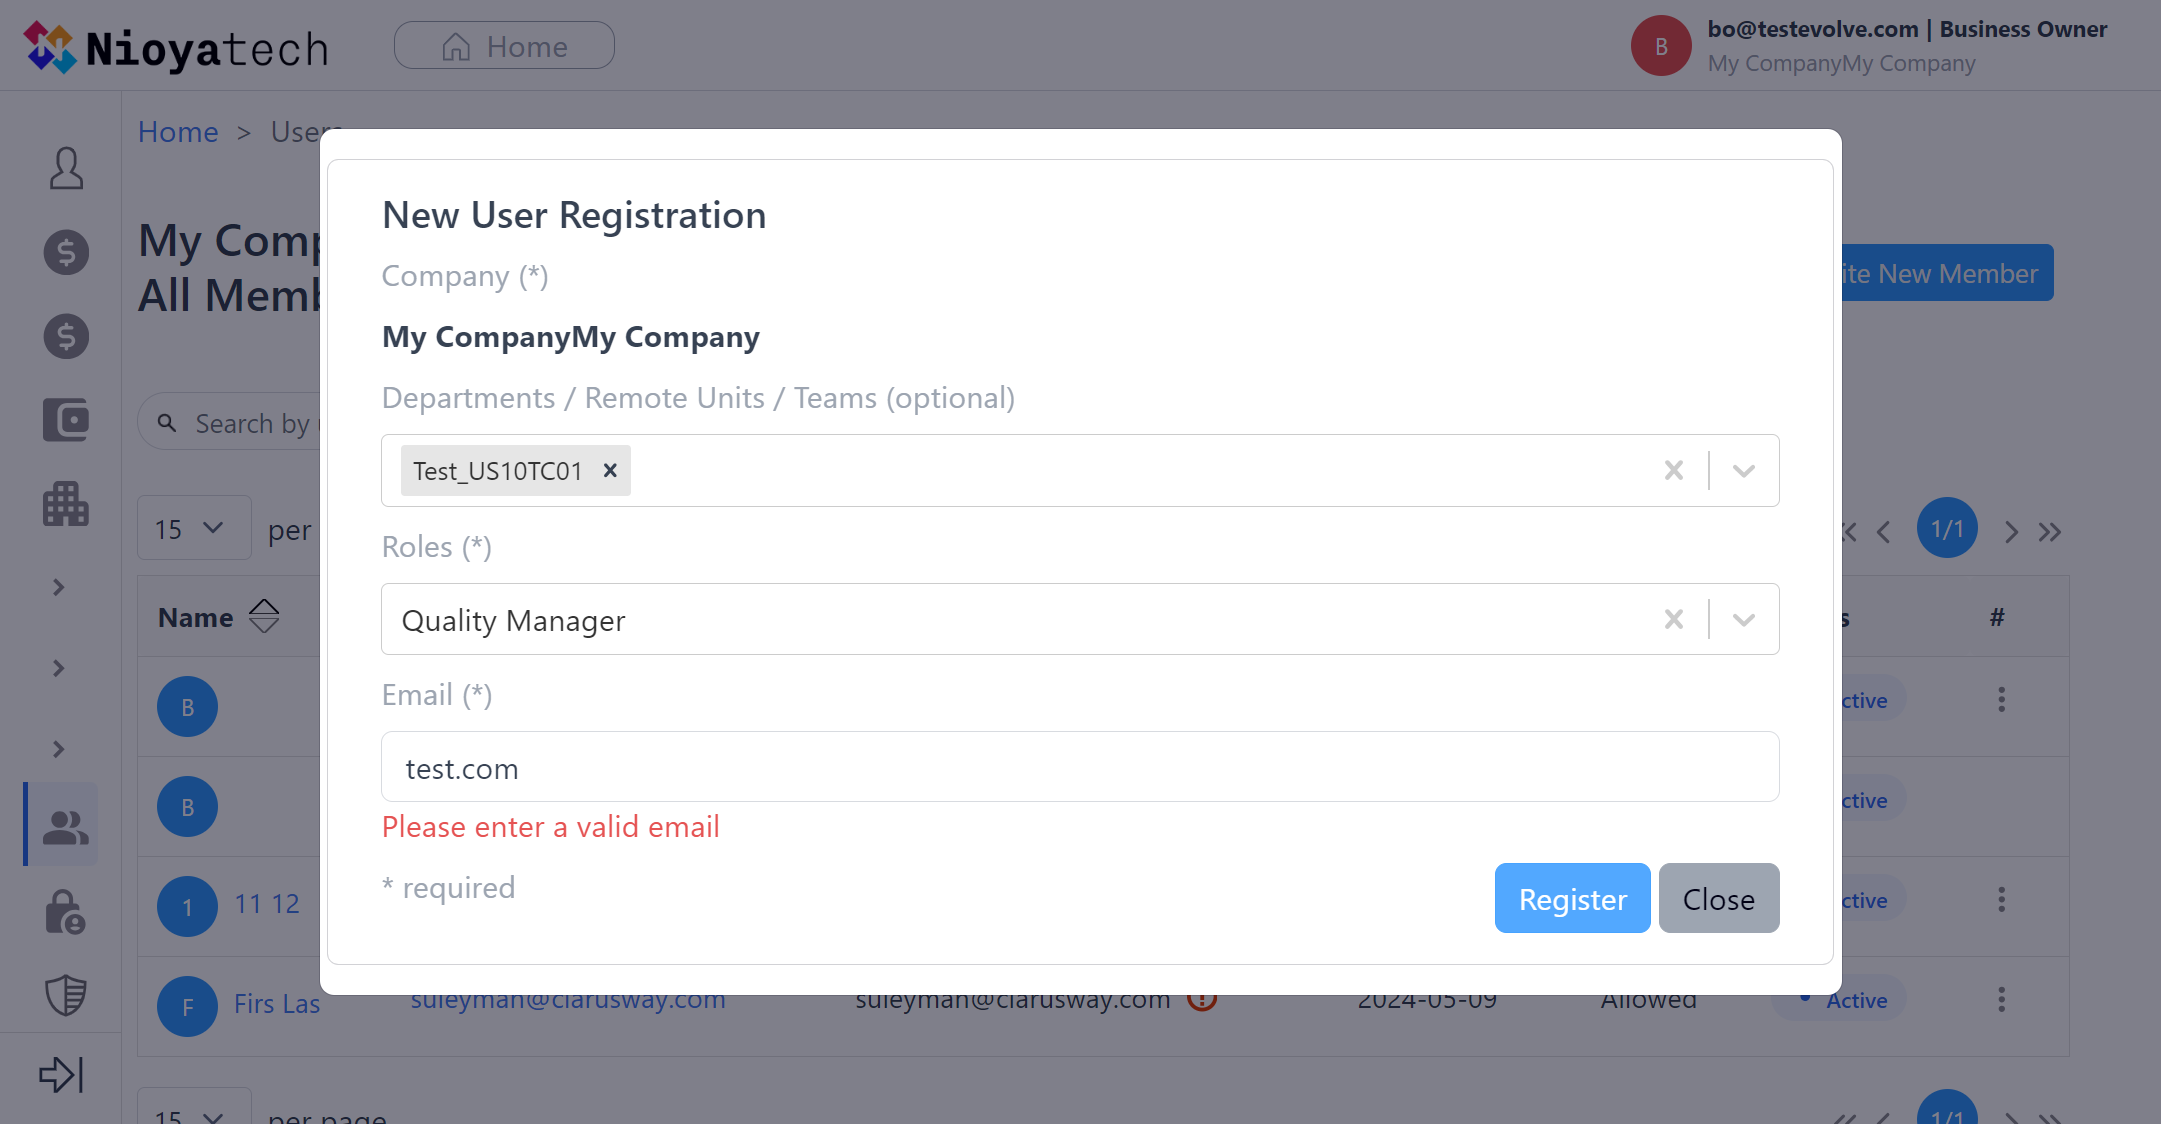 Nioyatech
Home
B
bo@testevolve.com | Business Owner
My CompanyMy Company
Home > Users
My Comp
All Memb
ite New Member
Search by
15
per
1/1
Name
s
#
B
ctive
B
ctive
1
11 12
ctive
F
Firs Las
suleyman@clarusway.com
suleyman@clarusway.com
2024-05-09
Allowed
Active
15
per page
1/1
New User Registration
Company (*)
My CompanyMy Company
Departments / Remote Units / Teams (optional)
Test_US10TC01
Roles (*)
Quality Manager
Email (*)
test.com
Please enter a valid email
* required
Register
Close